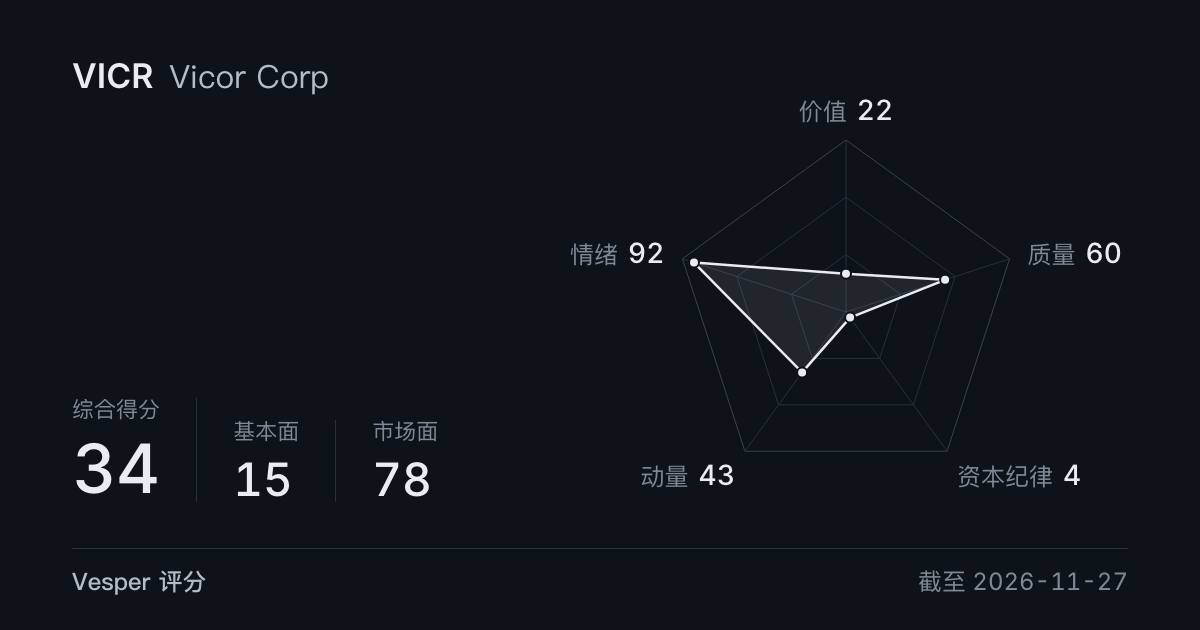 VICR Vicor Corp
价值 22
情绪 92
质量 60
动量 43
资本纪律 4
综合得分
34
基本面
15
市场面
78
Vesper 评分
截至 2026-11-27